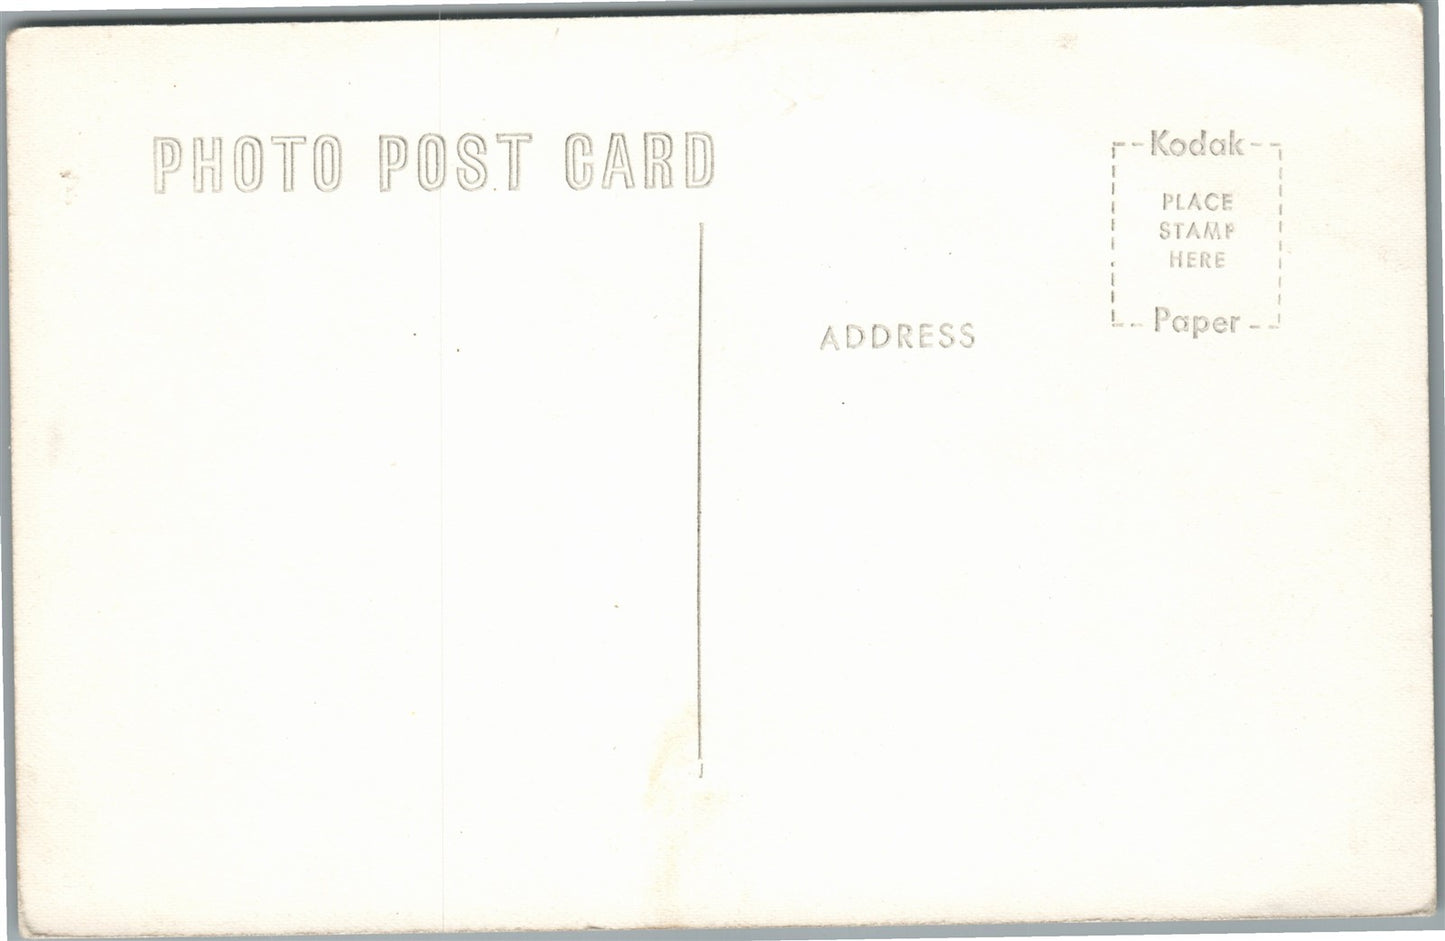 PHOTO POST CARD
Kodak
PLACE
STAMP
HERE
Paper
ADDRESS